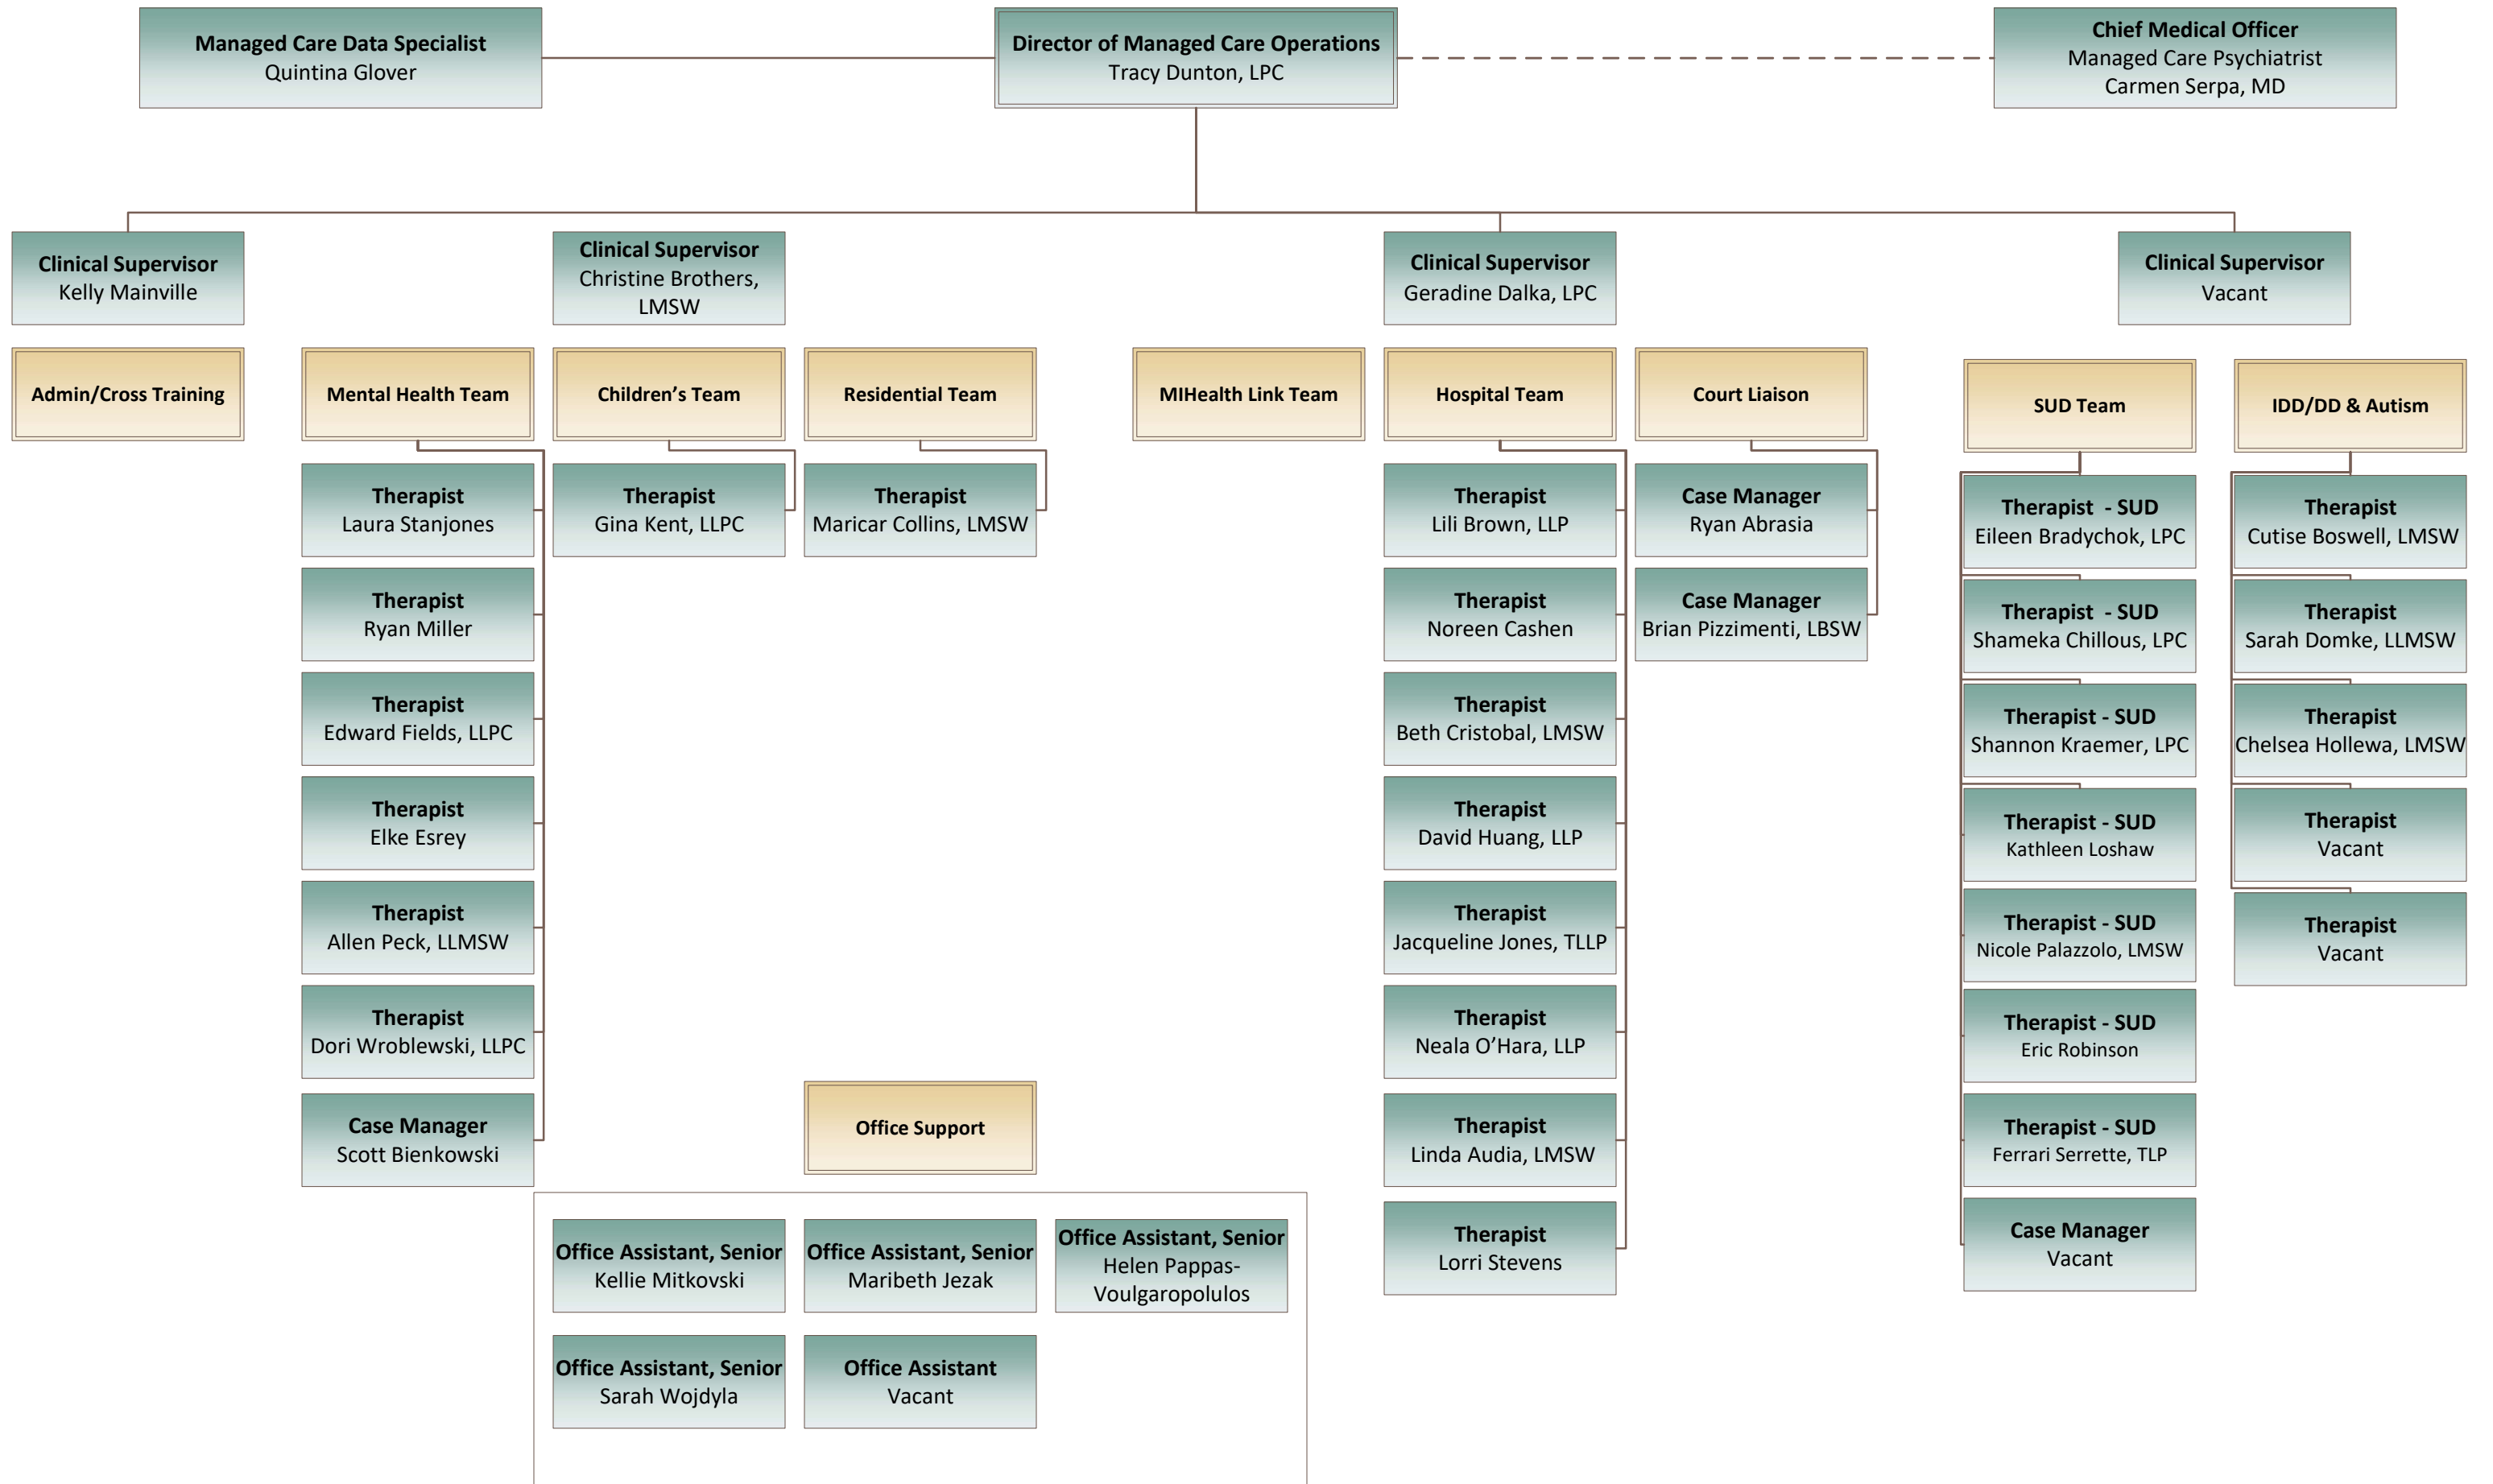 Managed Care Data Specialist
Quintina Glover
Director of Managed Care Operations
Tracy Dunton, LPC
Chief Medical Officer
Managed Care Psychiatrist
Carmen Serpa, MD
Clinical Supervisor
Kelly Mainville
Clinical Supervisor
Christine Brothers,
LMSW
Clinical Supervisor
Geradine Dalka, LPC
Clinical Supervisor
Vacant
Admin/Cross Training
Mental Health Team
Children’s Team
Residential Team
MIHealth Link Team
Hospital Team
Court Liaison
SUD Team
IDD/DD & Autism
Therapist
Laura Stanjones
Therapist
Ryan Miller
Therapist
Edward Fields, LLPC
Therapist
Elke Esrey
Therapist
Allen Peck, LLMSW
Therapist
Dori Wroblewski, LLPC
Case Manager
Scott Bienkowski
Therapist
Gina Kent, LLPC
Therapist
Maricar Collins, LMSW
Therapist
Lili Brown, LLP
Therapist
Noreen Cashen
Therapist
Beth Cristobal, LMSW
Therapist
David Huang, LLP
Therapist
Jacqueline Jones, TLLP
Therapist
Neala O’Hara, LLP
Therapist
Linda Audia, LMSW
Therapist
Lorri Stevens
Case Manager
Ryan Abrasia
Case Manager
Brian Pizzimenti, LBSW
Therapist - SUD
Eileen Bradychok, LPC
Therapist - SUD
Shameka Chillous, LPC
Therapist - SUD
Shannon Kraemer, LPC
Therapist - SUD
Kathleen Loshaw
Therapist - SUD
Nicole Palazzolo, LMSW
Therapist - SUD
Eric Robinson
Therapist - SUD
Ferrari Serrette, TLP
Case Manager
Vacant
Therapist
Cutise Boswell, LMSW
Therapist
Sarah Domke, LLMSW
Therapist
Chelsea Hollewa, LMSW
Therapist
Vacant
Therapist
Vacant
Office Support
Office Assistant, Senior
Kellie Mitkovski
Office Assistant, Senior
Maribeth Jezak
Office Assistant, Senior
Helen Pappas-
Voulgaropolulos
Office Assistant, Senior
Sarah Wojdyla
Office Assistant
Vacant